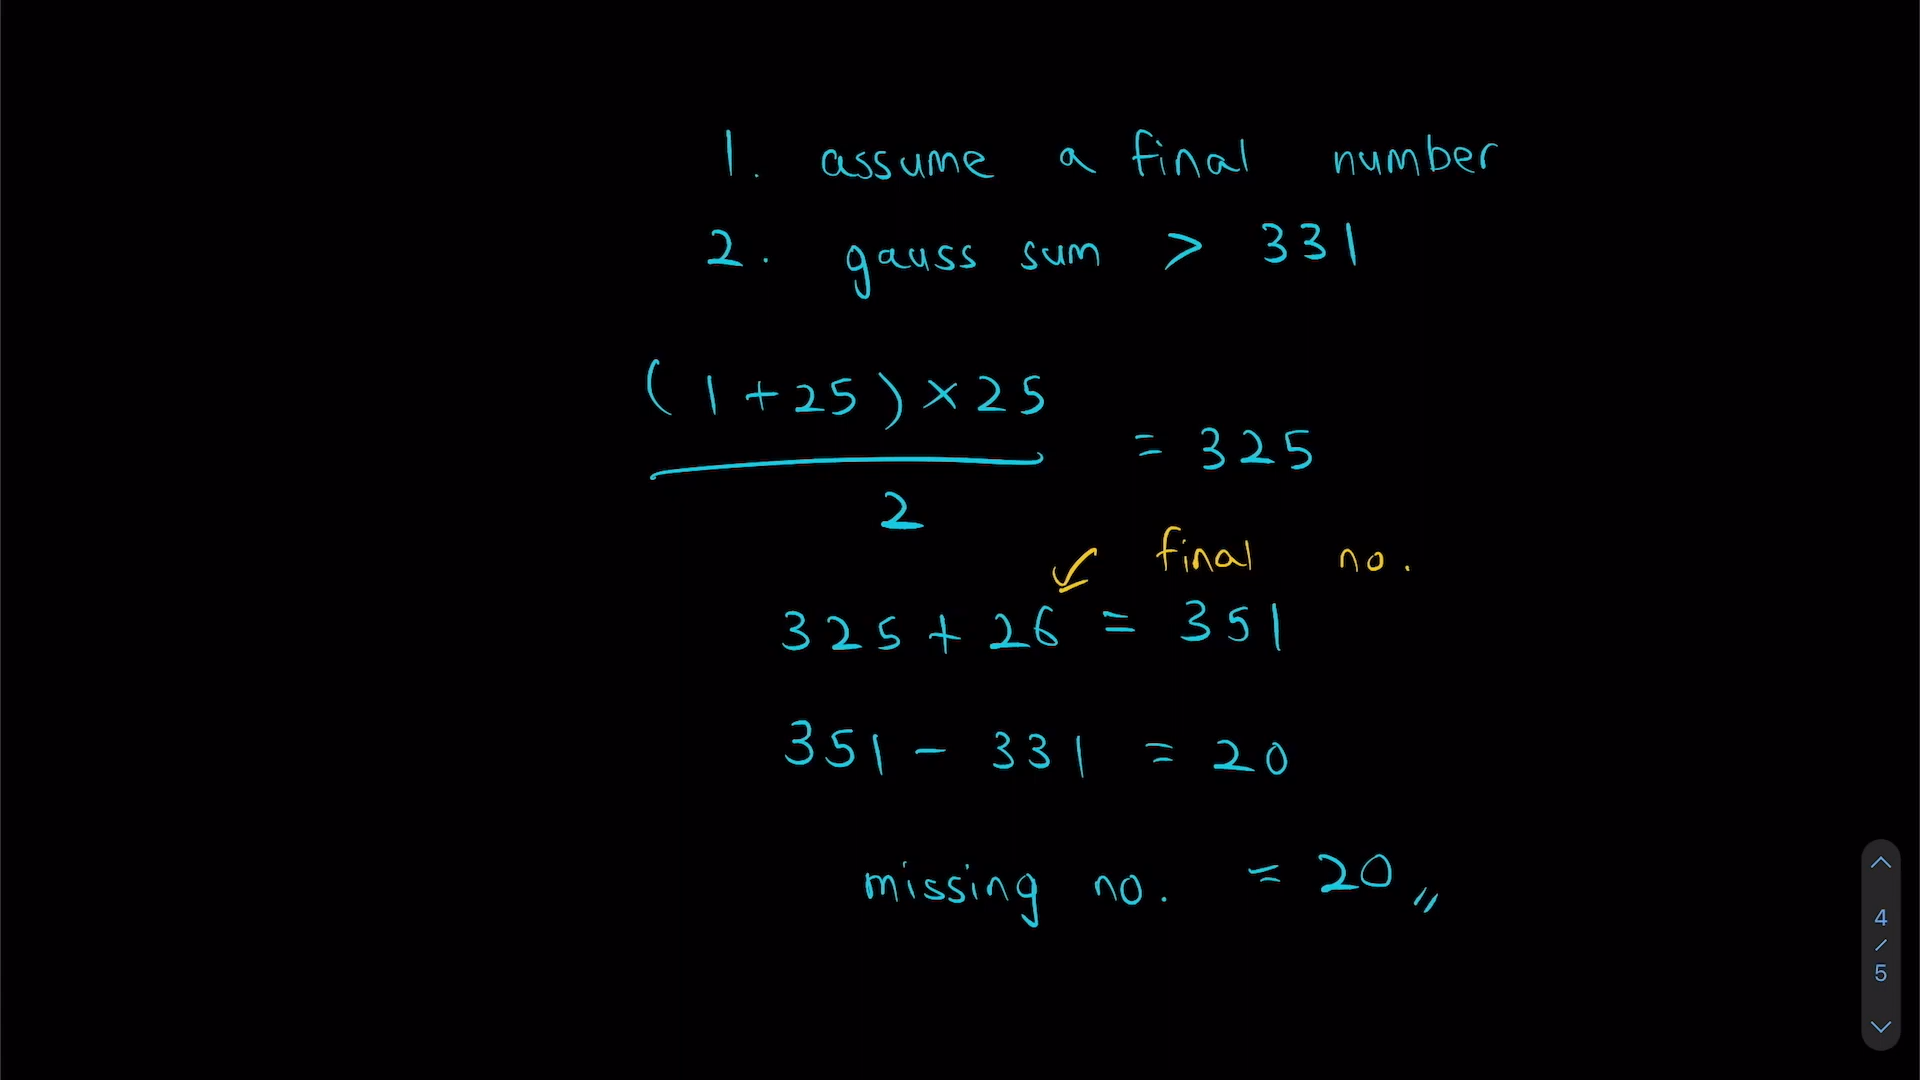 1. assume a final number
2. gauss sum > 331
(1+25)×25
= 325
2
final no.
325 + 26 = 351
351 - 331 = 20
missing no. = 20,,
4
/
5